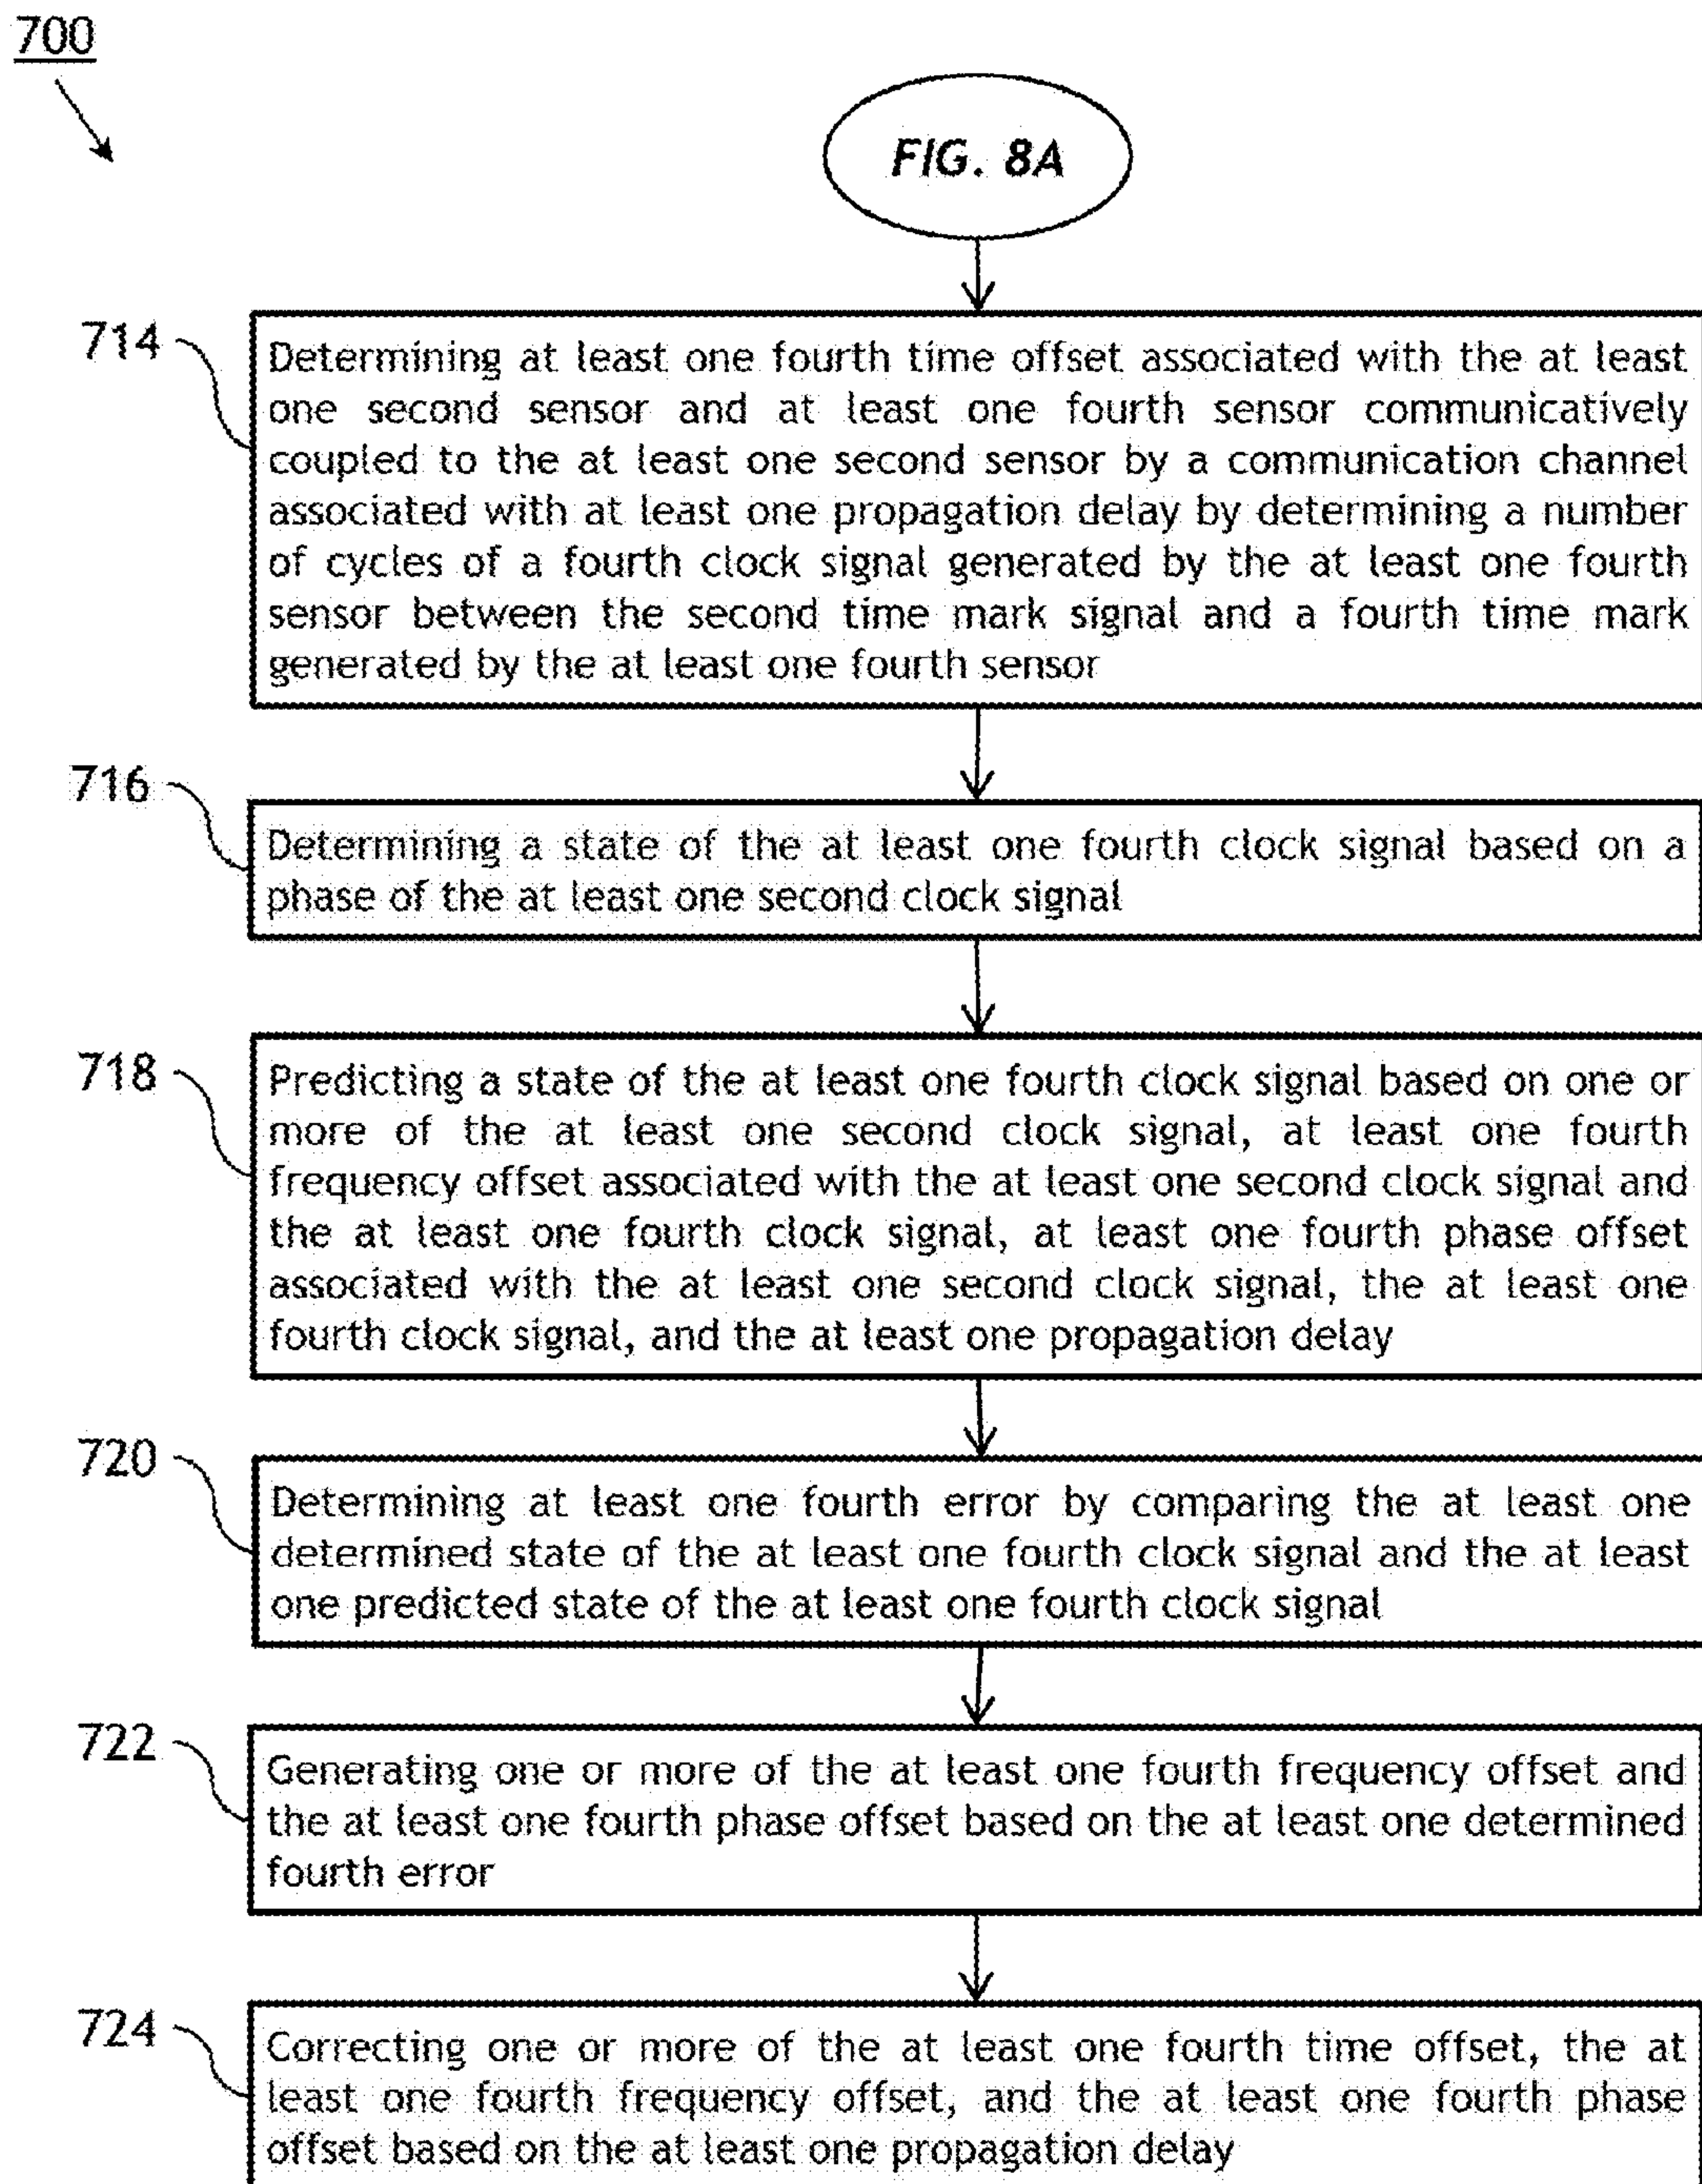 700
FIG. 8A
714
Determining at least one fourth time offset associated with the at least
one second sensor and at least one fourth sensor communicatively
coupled to the at least one second sensor by a communication channel
associated with at least one propagation delay by determining a number
of cycles of a fourth clock signal generated by the at least one fourth
sensor between the second time mark signal and a fourth time mark
generated by the at least one fourth sensor
716
Determining a state of the at least one fourth clock signal based on a
phase of the at least one second clock signal
718
Predicting a state of the at least one fourth clock signal based on one or
more of the at least one second clock signal, at least one fourth
frequency offset associated with the at least one second clock signal and
the at least one fourth clock signal, at least one fourth phase offset
associated with the at least one second clock signal, the at least one
fourth clock signal, and the at least one propagation delay
720
Determining at least one fourth error by comparing the at least one
determined state of the at least one fourth clock signal and the at least
one predicted state of the at least one fourth clock signal
722
Generating one or more of the at least one fourth frequency offset and
the at least one fourth phase offset based on the at least one determined
fourth error
724
Correcting one or more of the at least one fourth time offset, the at
least one fourth frequency offset, and the at least one fourth phase
offset based on the at least one propagation delay